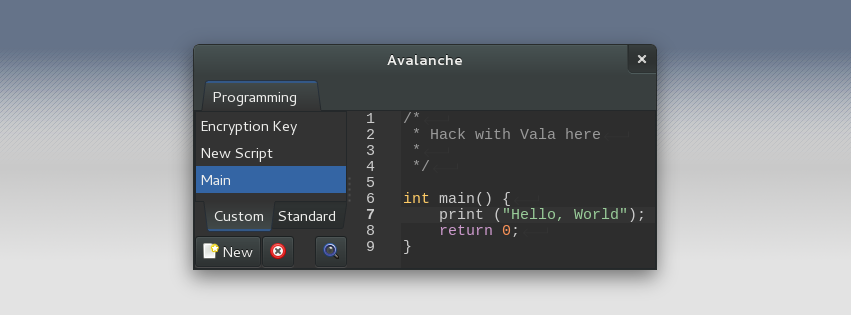 Avalanche
Programming
Encryption Key
New Script
Main
Custom Standard
New
1 /*
2  * Hack with Vala here
3  *
4  */
5
6 int main() {
7     print ("Hello, World");
8     return 0;
9 }